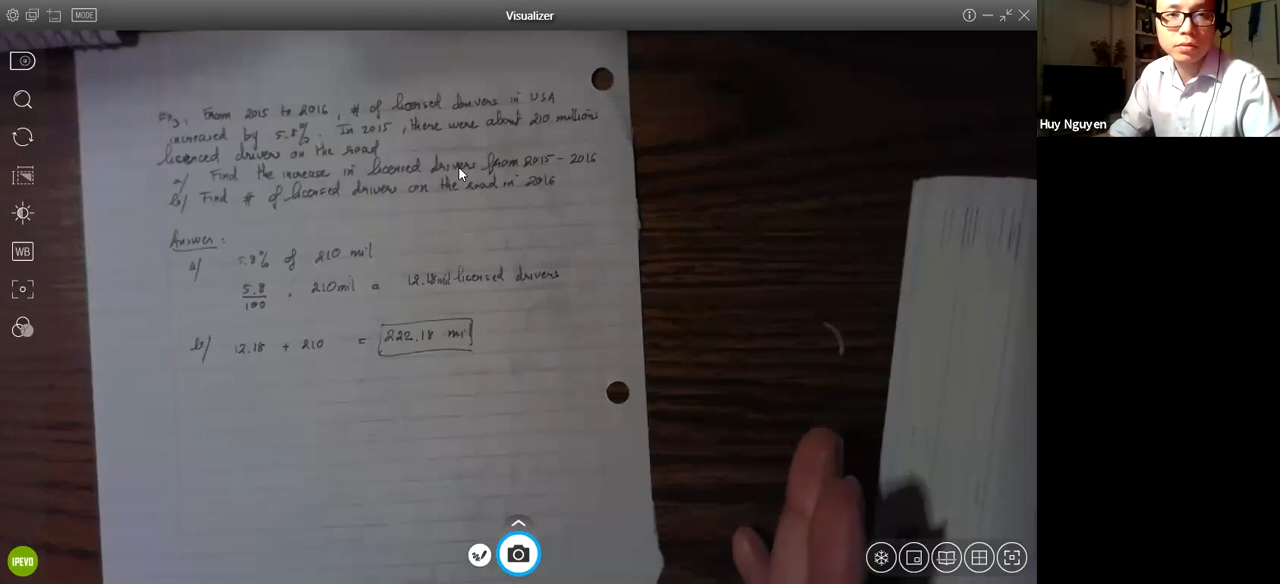 MODE
Visualizer
Ex3. From 2015 to 2016, # of licensed drivers in USA
increased by 5.8%. In 2015, there were about 210 millions
licensed drivers on the road
a/ Find the increase in licensed drivers from 2015 - 2016
b/ Find # of licensed drivers on the road in 2016
Huy Nguyen
Answer:
a/ 5.8% of 210 mil
5.8/100 . 210 mil = 12.18 mil licensed drivers
b/ 12.18 + 210 = 222.18 mil
WB
IPEVO